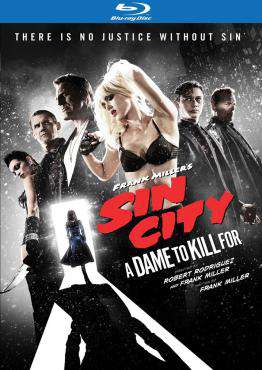 Blu-ray Disc
THERE IS NO JUSTICE WITHOUT SIN
FRANK MILLER'S
SIN
CITY
A DAME TO KILL FOR
ROBERT RODRIGUEZ
AND FRANK MILLER
FRANK MILLER